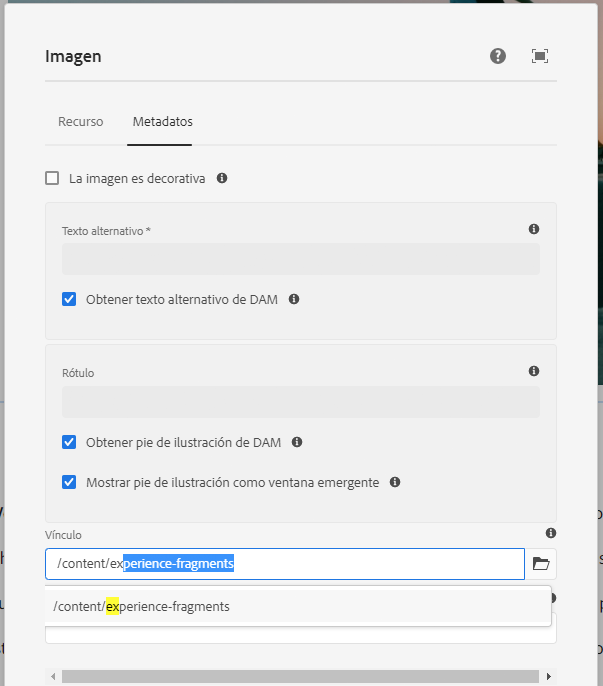 Imagen
Recurso Metadatos
La imagen es decorativa
Texto alternativo *
Obtener texto alternativo de DAM
Rótulo
Obtener pie de ilustración de DAM
Mostrar pie de ilustración como ventana emergente
Vínculo
/content/experience-fragments
/content/experience-fragments